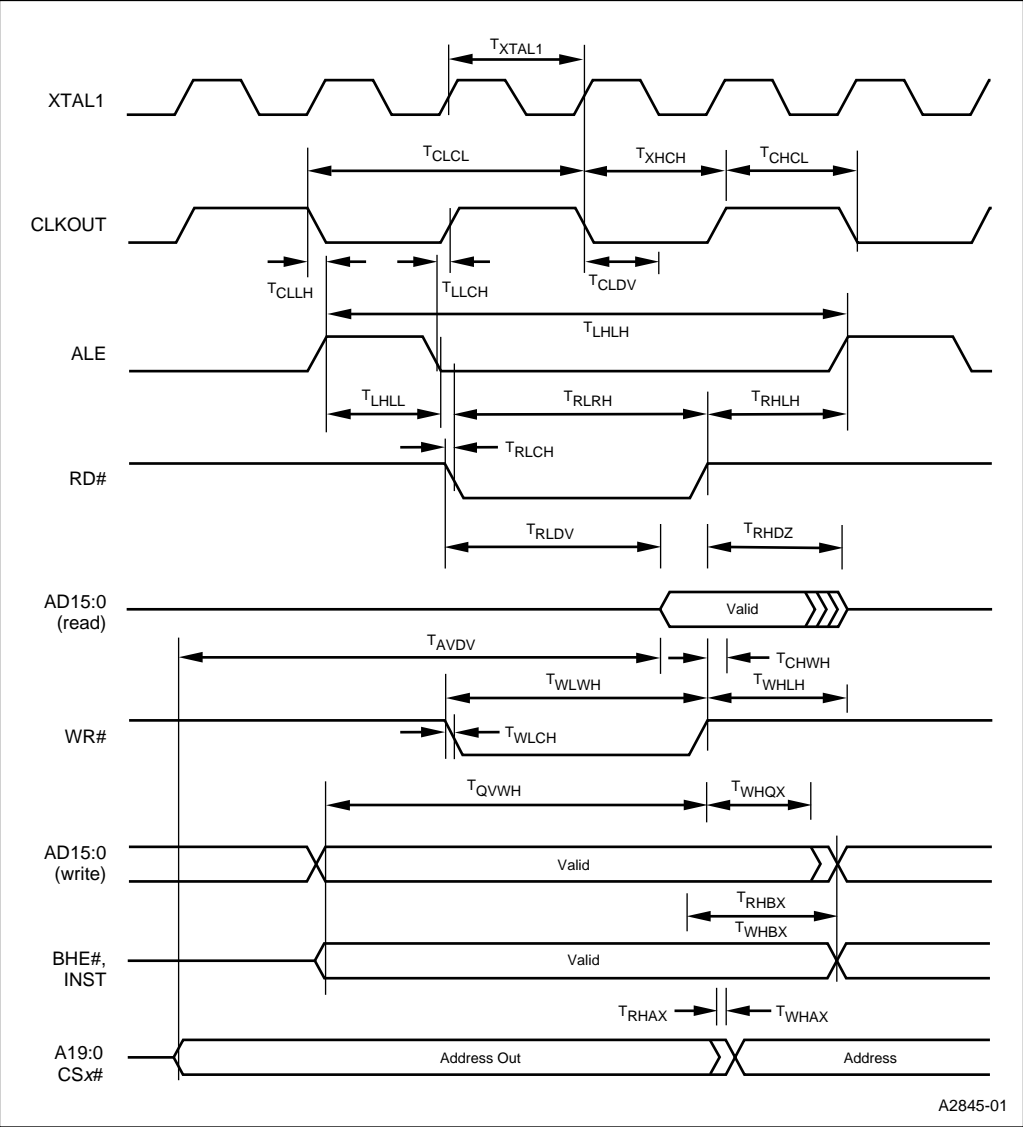 TXTAL1
XTAL1
TCLCL
TXHCH
TCHCL
CLKOUT
TCLLH
TLLCH
TCLDV
TLHLH
ALE
TLHLL
TRLRH
TRHLH
TRLCH
RD#
TRLDV
TRHDZ
AD15:0
(read)
Valid
TAVDV
TCHWH
TWLWH
TWHLH
WR#
TWLCH
TQVWH
TWHQX
AD15:0
(write)
Valid
TRHBX
TWHBX
BHE#,
INST
Valid
TRHAX
TWHAX
A19:0
CSx#
Address Out
Address
A2845-01